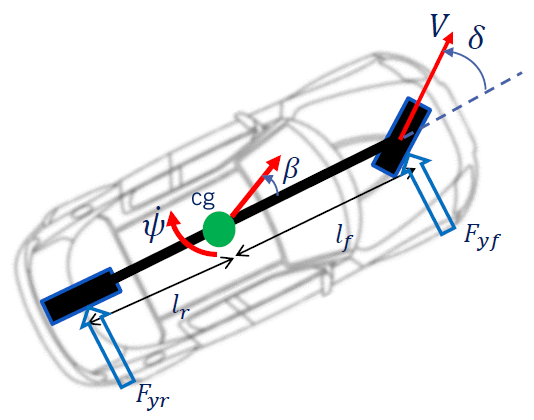 V
δ
β
cg
ψ̇
l_f
F_yf
l_r
F_yr